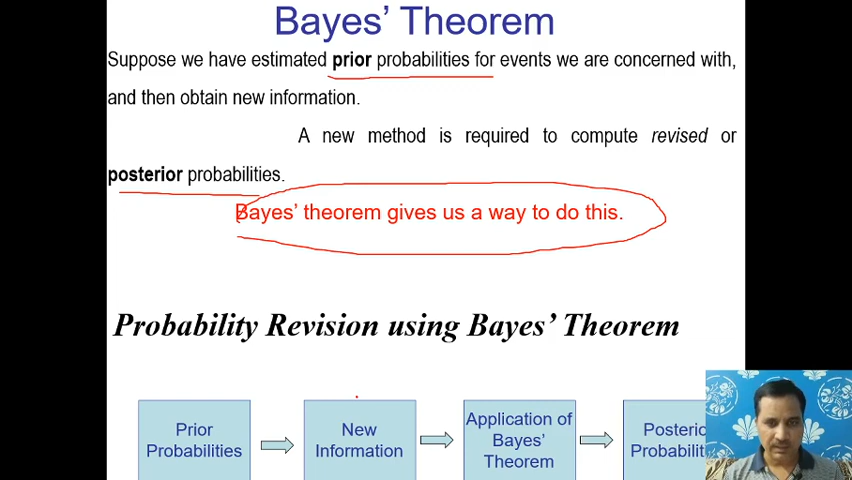 Bayes' Theorem
Suppose we have estimated prior probabilities for events we are concerned with,
and then obtain new information.
A new method is required to compute revised or
posterior probabilities.
Bayes' theorem gives us a way to do this.
Probability Revision using Bayes' Theorem
Prior
Probabilities
New
Information
Application of
Bayes'
Theorem